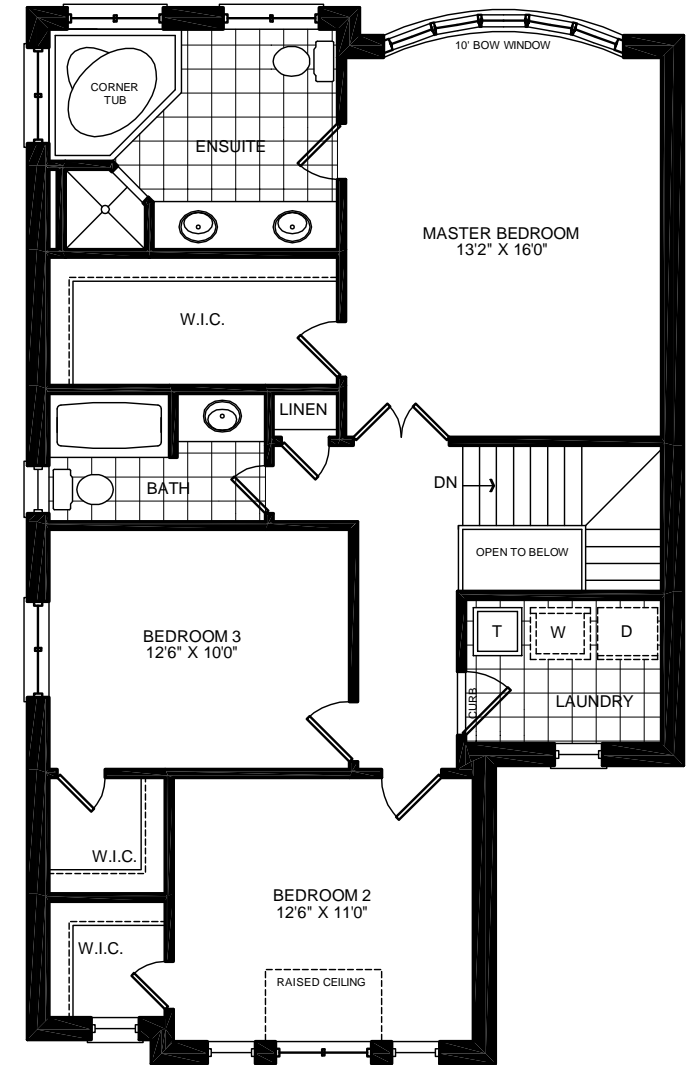 10' BOW WINDOW
CORNER
TUB
ENSUITE
MASTER BEDROOM
13'2" X 16'0"
W.I.C.
LINEN
BATH
DN
OPEN TO BELOW
BEDROOM 3
12'6" X 10'0"
T
W
D
CURB
LAUNDRY
W.I.C.
BEDROOM 2
12'6" X 11'0"
W.I.C.
RAISED CEILING